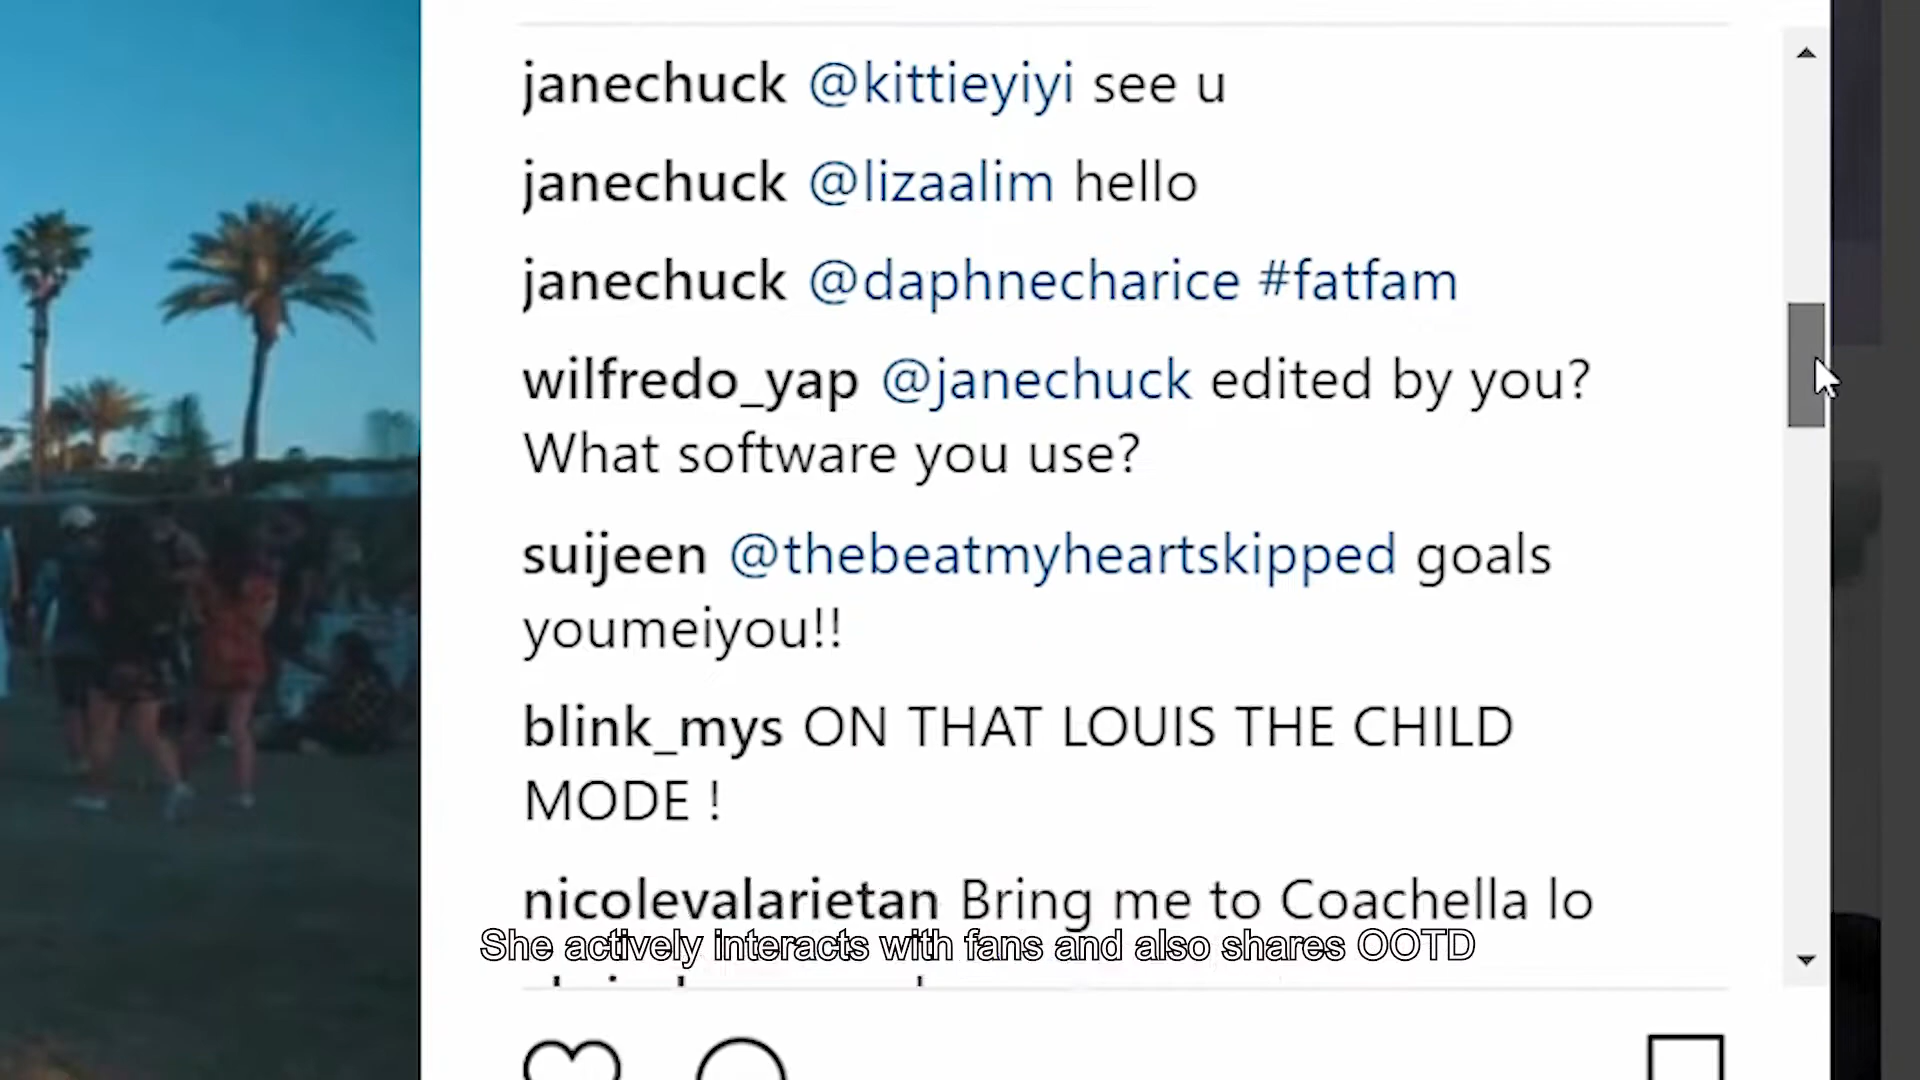 janechuck @kittieyiyi see u
janechuck @lizaalim hello
janechuck @daphnecharice #fatfam
wilfredo_yap @janechuck edited by you?
What software you use?
suijeen @thebeatmyheartskipped goals
youmeiyou!!
blink_mys ON THAT LOUIS THE CHILD
MODE !
nicolevalarietan Bring me to Coachella lo
She actively interacts with fans and also shares OOTD